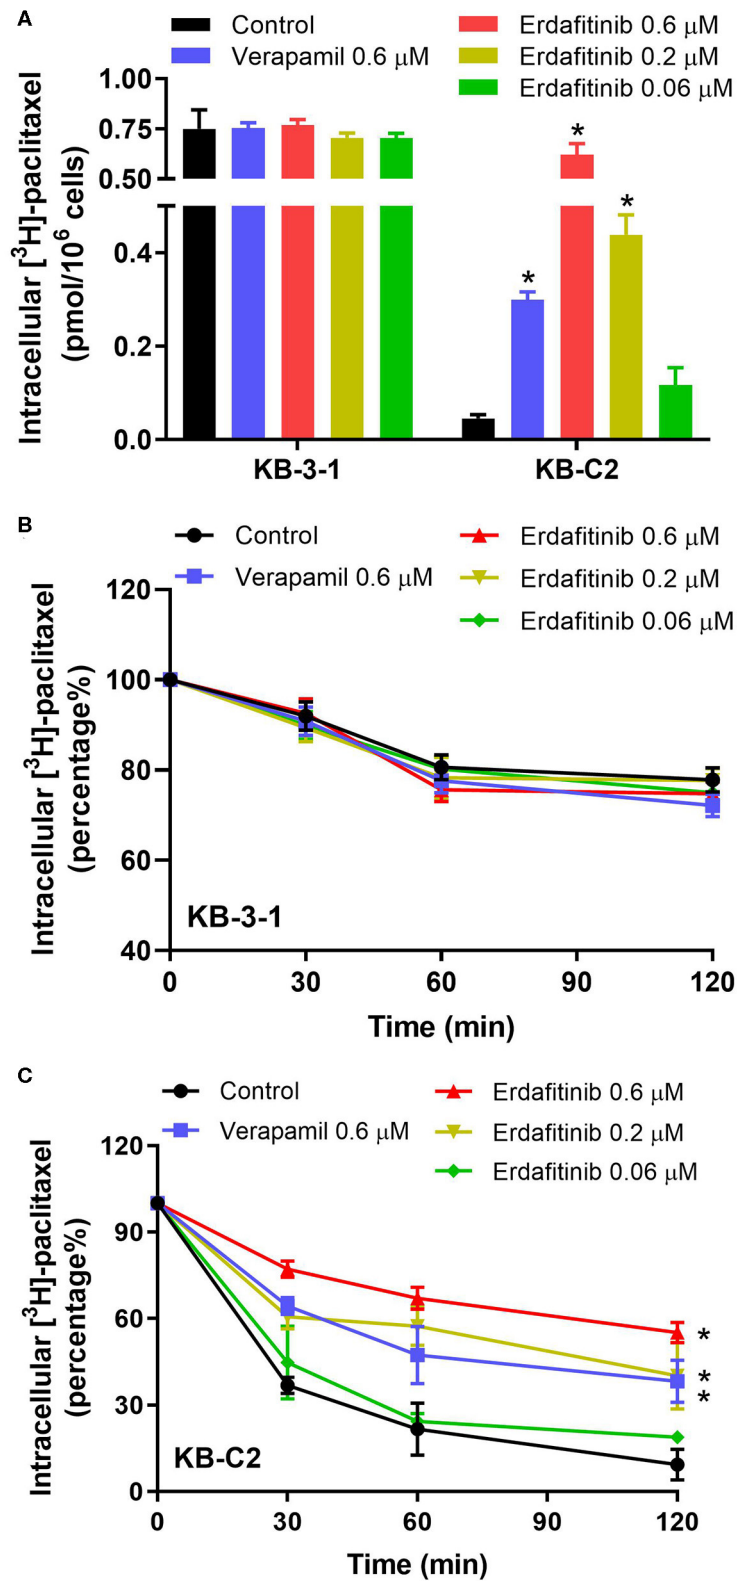 A
Control
Verapamil 0.6 μM
Erdafitinib 0.6 μM
Erdafitinib 0.2 μM
Erdafitinib 0.06 μM
Intracellular [³H]-paclitaxel
(pmol/10⁶ cells)
1.00
0.75
0.50
0.4
0.2
0.0
*
*
*
KB-3-1
KB-C2
B
Control
Verapamil 0.6 μM
Erdafitinib 0.6 μM
Erdafitinib 0.2 μM
Erdafitinib 0.06 μM
Intracellular [³H]-paclitaxel
(percentage%)
120
100
80
60
40
KB-3-1
0
30
60
90
120
Time (min)
C
Control
Verapamil 0.6 μM
Erdafitinib 0.6 μM
Erdafitinib 0.2 μM
Erdafitinib 0.06 μM
Intracellular [³H]-paclitaxel
(percentage%)
120
90
60
30
0
*
*
*
KB-C2
0
30
60
90
120
Time (min)